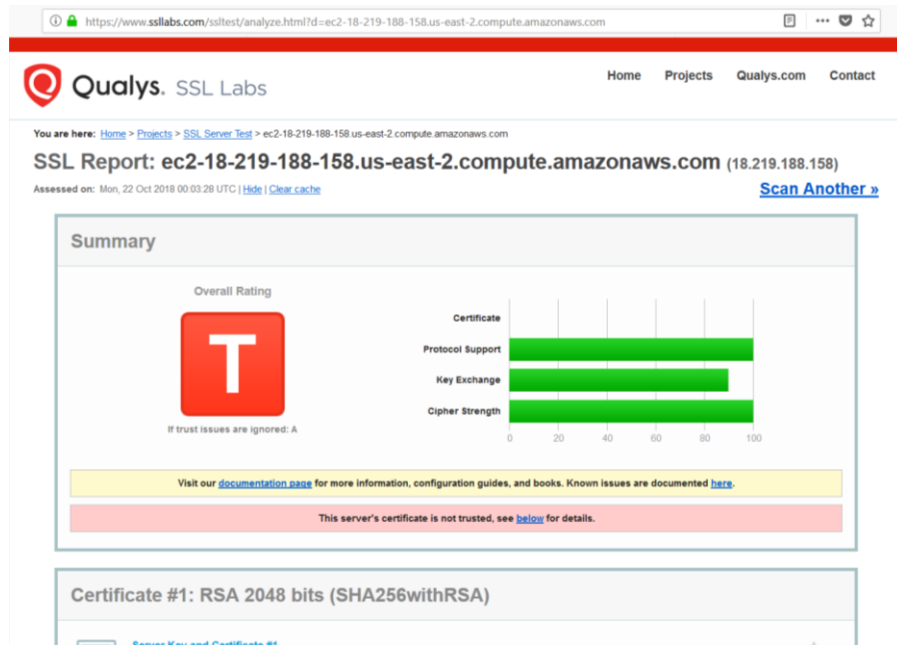 https://www.ssllabs.com/ssltest/analyze.html?d=ec2-18-219-188-158.us-east-2.compute.amazonaws.com
Qualys. SSL Labs
Home Projects Qualys.com Contact
You are here: Home > Projects > SSL Server Test > ec2-18-219-188-158.us-east-2.compute.amazonaws.com
SSL Report: ec2-18-219-188-158.us-east-2.compute.amazonaws.com (18.219.188.158)
Assessed on: Mon, 22 Oct 2018 00:03:28 UTC | Hide | Clear cache
Scan Another »
Summary
Overall Rating
T
If trust issues are ignored: A
Certificate
Protocol Support
Key Exchange
Cipher Strength
0 20 40 60 80 100
Visit our documentation page for more information, configuration guides, and books. Known issues are documented here.
This server's certificate is not trusted, see below for details.
Certificate #1: RSA 2048 bits (SHA256withRSA)
Server Key and Certificate #1